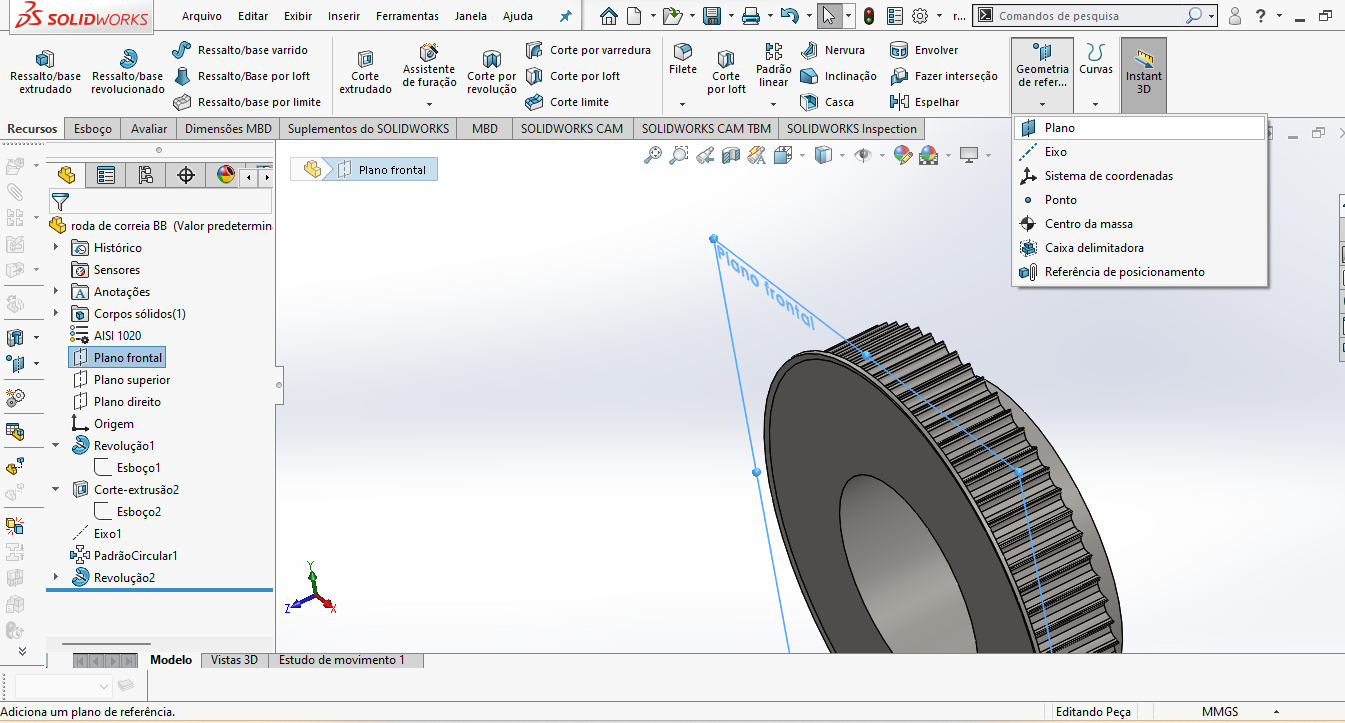 SOLIDWORKS
Arquivo Editar Exibir Inserir Ferramentas Janela Ajuda
r...
Comandos de pesquisa
?
Ressalto/base extrudado
Ressalto/base revolucionado
Ressalto/base varrido
Ressalto/Base por loft
Ressalto/base por limite
Corte extrudado
Assistente de furação
Corte por revolução
Corte por varredura
Corte por loft
Corte limite
Filete
Corte por loft
Padrão linear
Nervura
Inclinação
Casca
Envolver
Fazer interseção
Espelhar
Geometria de refer...
Curvas
Instant 3D
Recursos Esboço Avaliar Dimensões MBD Suplementos do SOLIDWORKS MBD SOLIDWORKS CAM SOLIDWORKS CAM TBM SOLIDWORKS Inspection
Plano
Eixo
Sistema de coordenadas
Ponto
Centro da massa
Caixa delimitadora
Referência de posicionamento
Plano frontal
roda de correia BB (Valor predetermin
Histórico
Sensores
Anotações
Corpos sólidos(1)
AISI 1020
Plano frontal
Plano superior
Plano direito
Origem
Revolução1
Esboço1
Corte-extrusão2
Esboço2
Eixo1
PadrãoCircular1
Revolução2
Plano frontal
Y
Z
X
Modelo Vistas 3D Estudo de movimento 1
Adiciona um plano de referência.
Editando Peça
MMGS